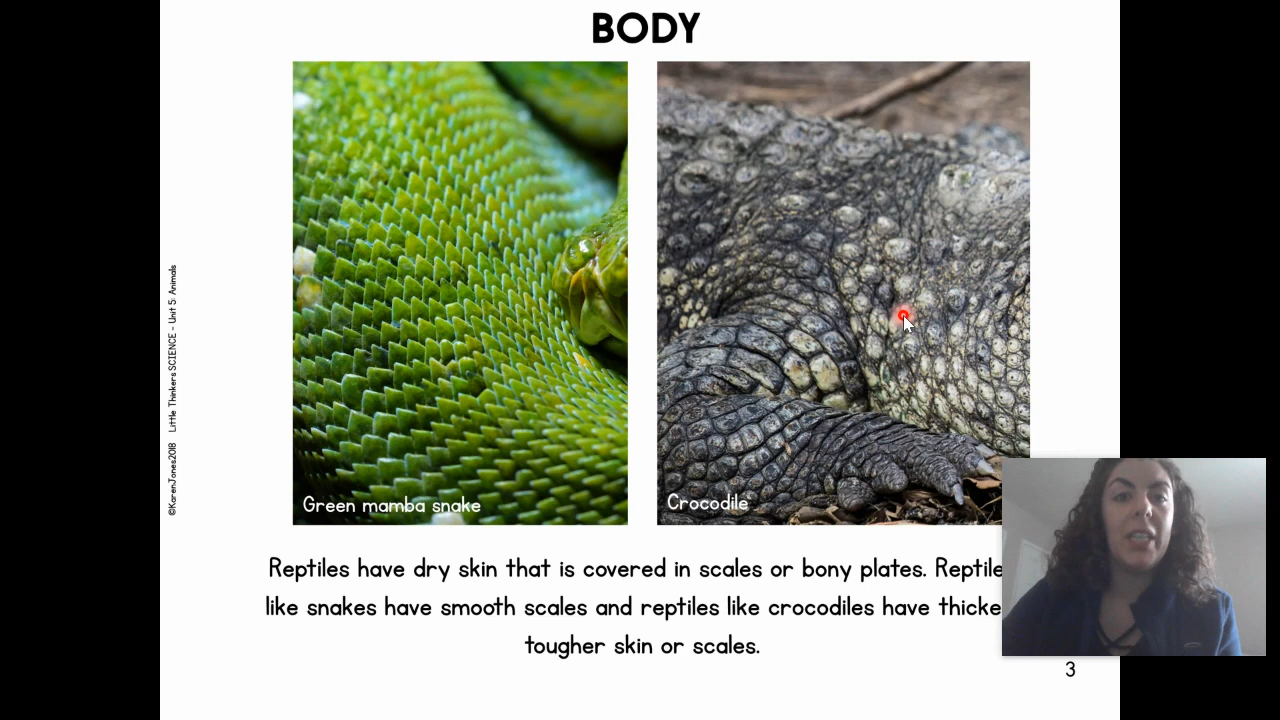 BODY
Green mamba snake
Crocodile
©KarenJones2018 Little Thinkers SCIENCE - Unit 5: Animals
Reptiles have dry skin that is covered in scales or bony plates. Reptile
like snakes have smooth scales and reptiles like crocodiles have thicke
tougher skin or scales.
3